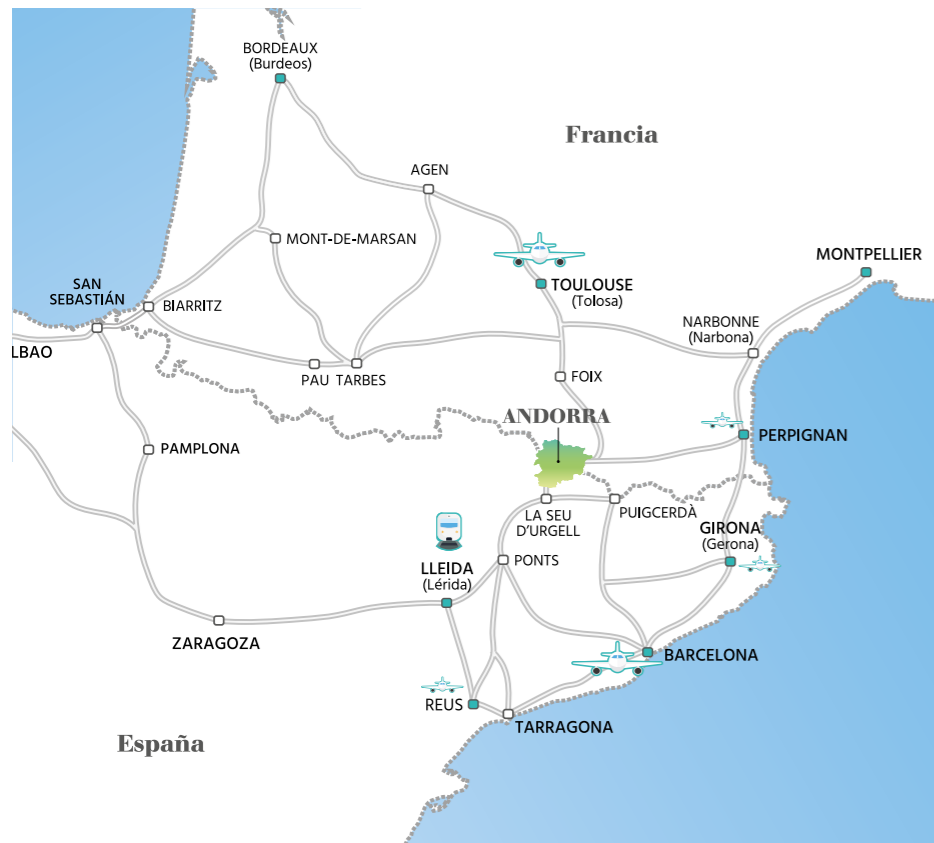 BORDEAUX
(Burdeos)
Francia
AGEN
MONT-DE-MARSAN
MONTPELLIER
TOULOUSE
(Tolosa)
SAN
SEBASTIÁN
BIARRITZ
NARBONNE
(Narbona)
LBAO
PAU
TARBES
FOIX
ANDORRA
PERPIGNAN
PAMPLONA
LA SEU
D'URGELL
PUIGCERDÀ
GIRONA
(Gerona)
PONTS
LLEIDA
(Lérida)
ZARAGOZA
BARCELONA
REUS
TARRAGONA
España